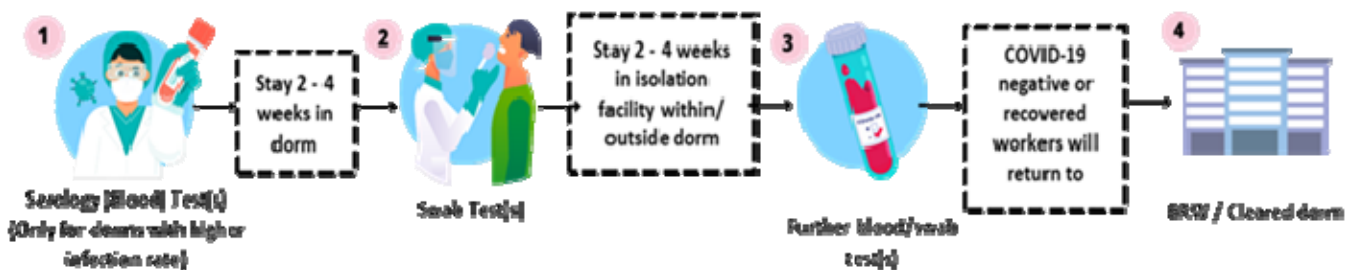 1
Serology (Blood) Test(s)
(Only for dorms with higher
infection rate)
Stay 2 - 4
weeks in
dorm
2
Swab Test(s)
Stay 2 - 4 weeks
in isolation
facility within/
outside dorm
3
Further blood/swab
test(s)
COVID-19
negative or
recovered
workers will
return to
4
/ Cleared dorm